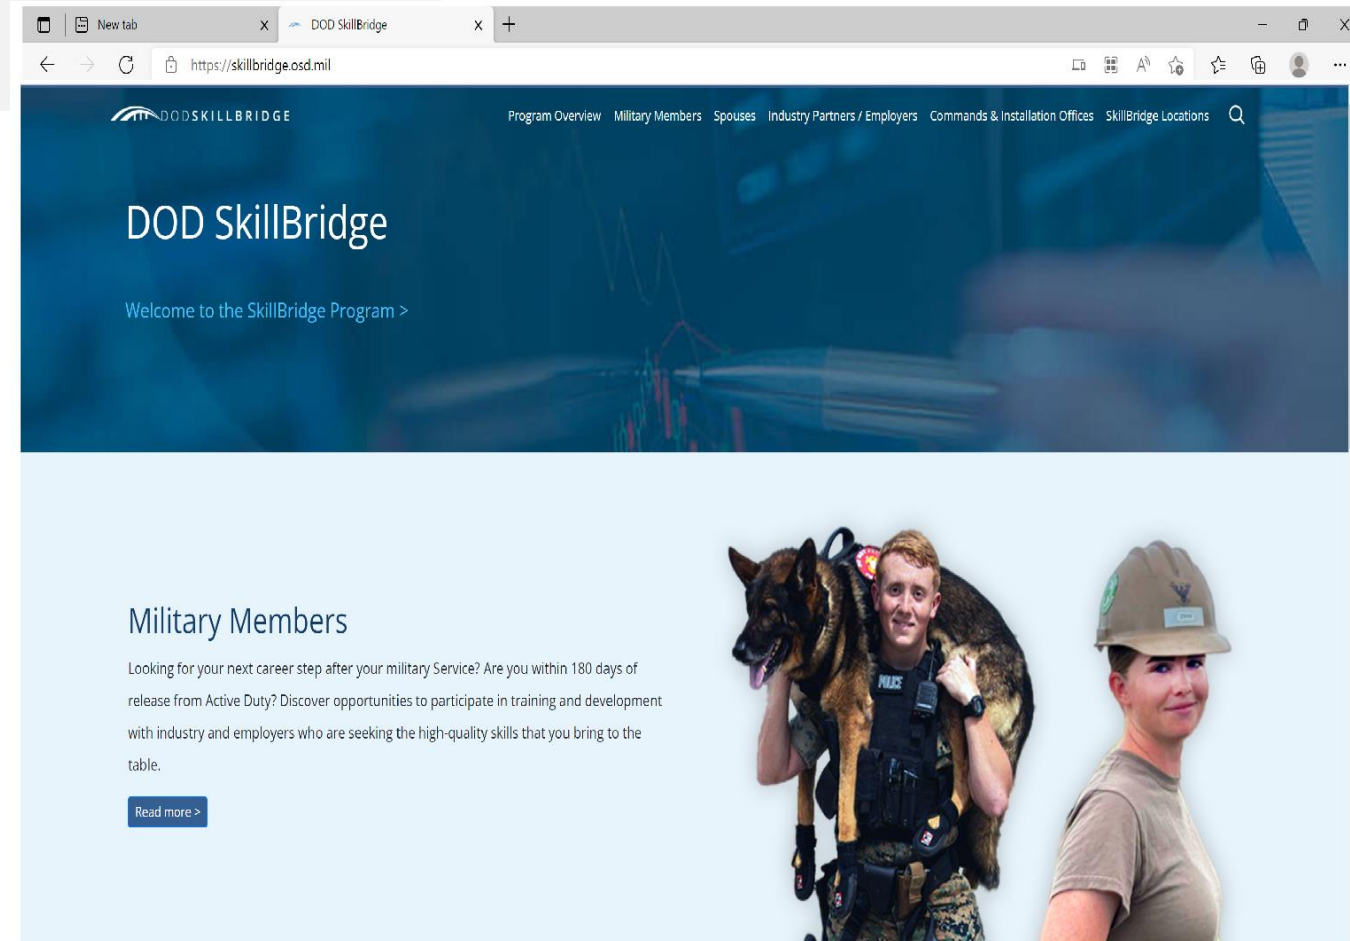 New tab
DOD SkillBridge
https://skillbridge.osd.mil
DODSKILLBRIDGE
Program Overview Military Members Spouses Industry Partners / Employers Commands & Installation Offices SkillBridge Locations
DOD SkillBridge
Welcome to the SkillBridge Program >
Military Members
Looking for your next career step after your military Service? Are you within 180 days of
release from Active Duty? Discover opportunities to participate in training and development
with industry and employers who are seeking the high-quality skills that you bring to the
table.
Read more >
POLICE